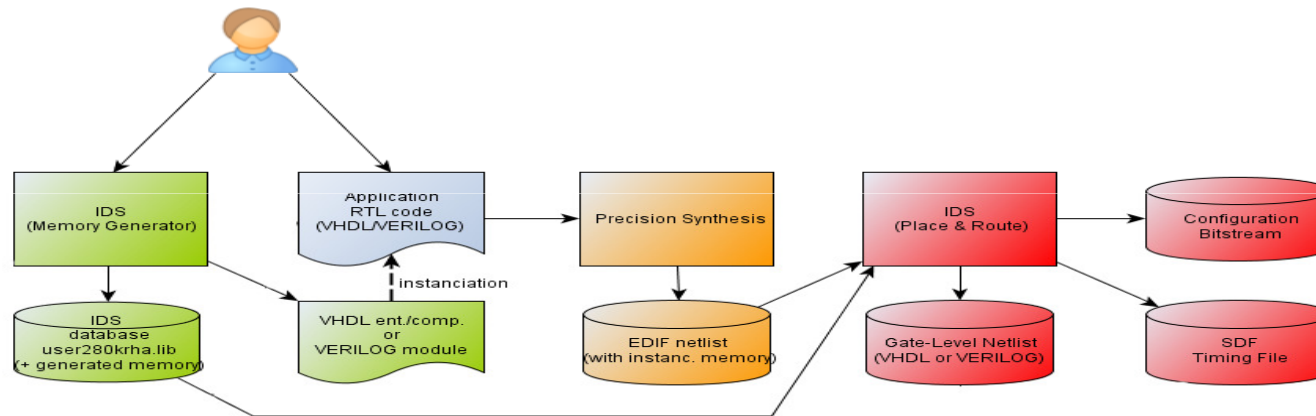 IDS
(Memory Generator)
Application
RTL code
(VHDL/VERILOG)
Precision Synthesis
IDS
(Place & Route)
Configuration
Bitstream
instanciation
IDS
database
user280krha.lib
(+ generated memory)
VHDL ent./comp.
or
VERILOG module
EDIF netlist
(with instanc. memory)
Gate-Level Netlist
(VHDL or VERILOG)
SDF
Timing File